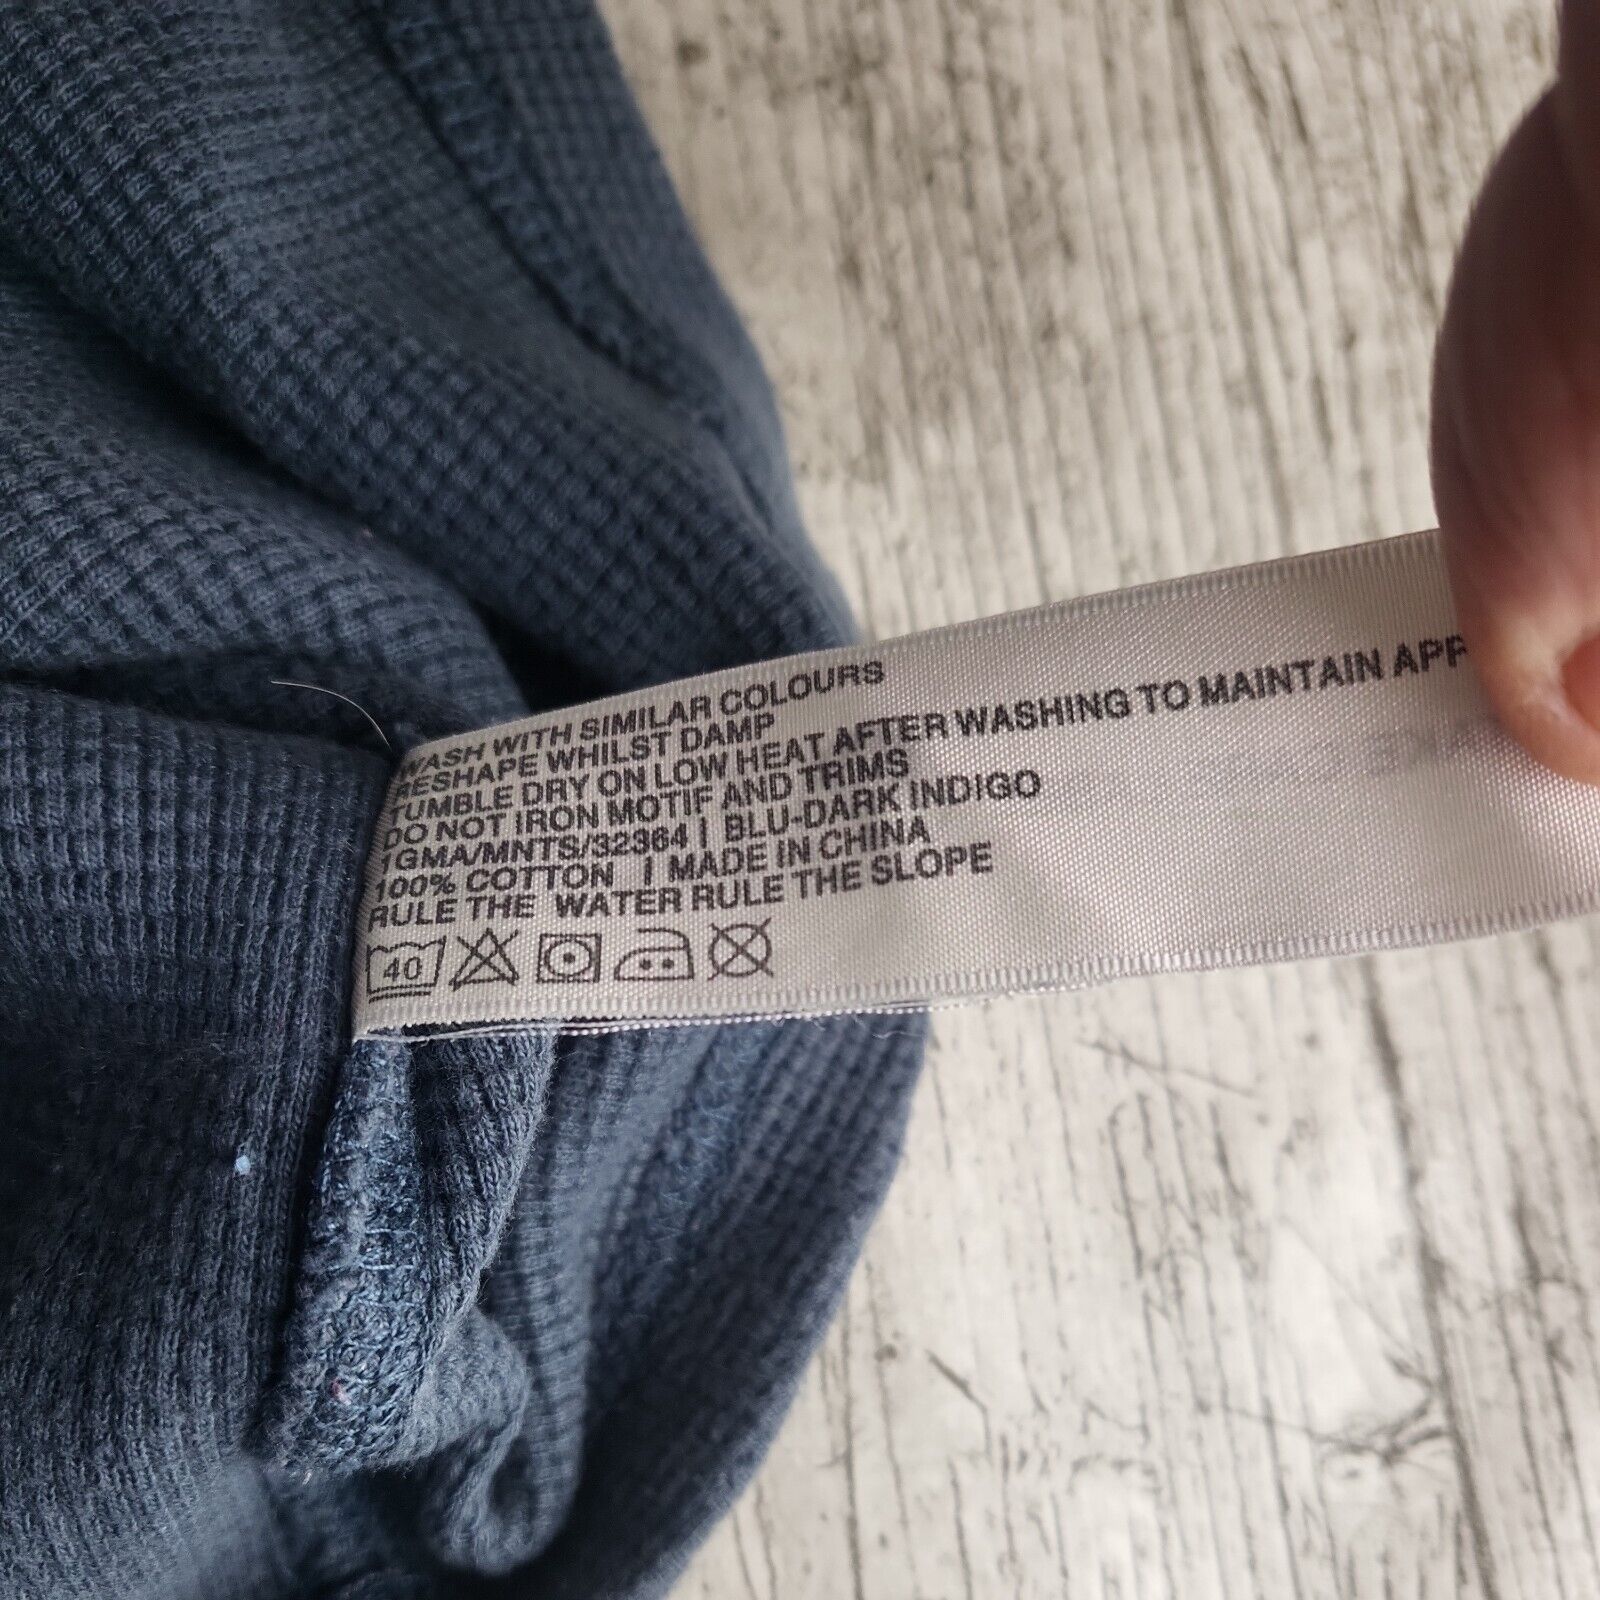 WASH WITH SIMILAR COLOURS
RESHAPE WHILST DAMP
TUMBLE DRY ON LOW HEAT AFTER WASHING TO MAINTAIN
DO NOT IRON MOTIF AND TRIMS
1GMA/MNTS/32364 | BLU-DARK INDIGO
100% COTTON | MADE IN CHINA
RULE THE WATER RULE THE SLOPE
40